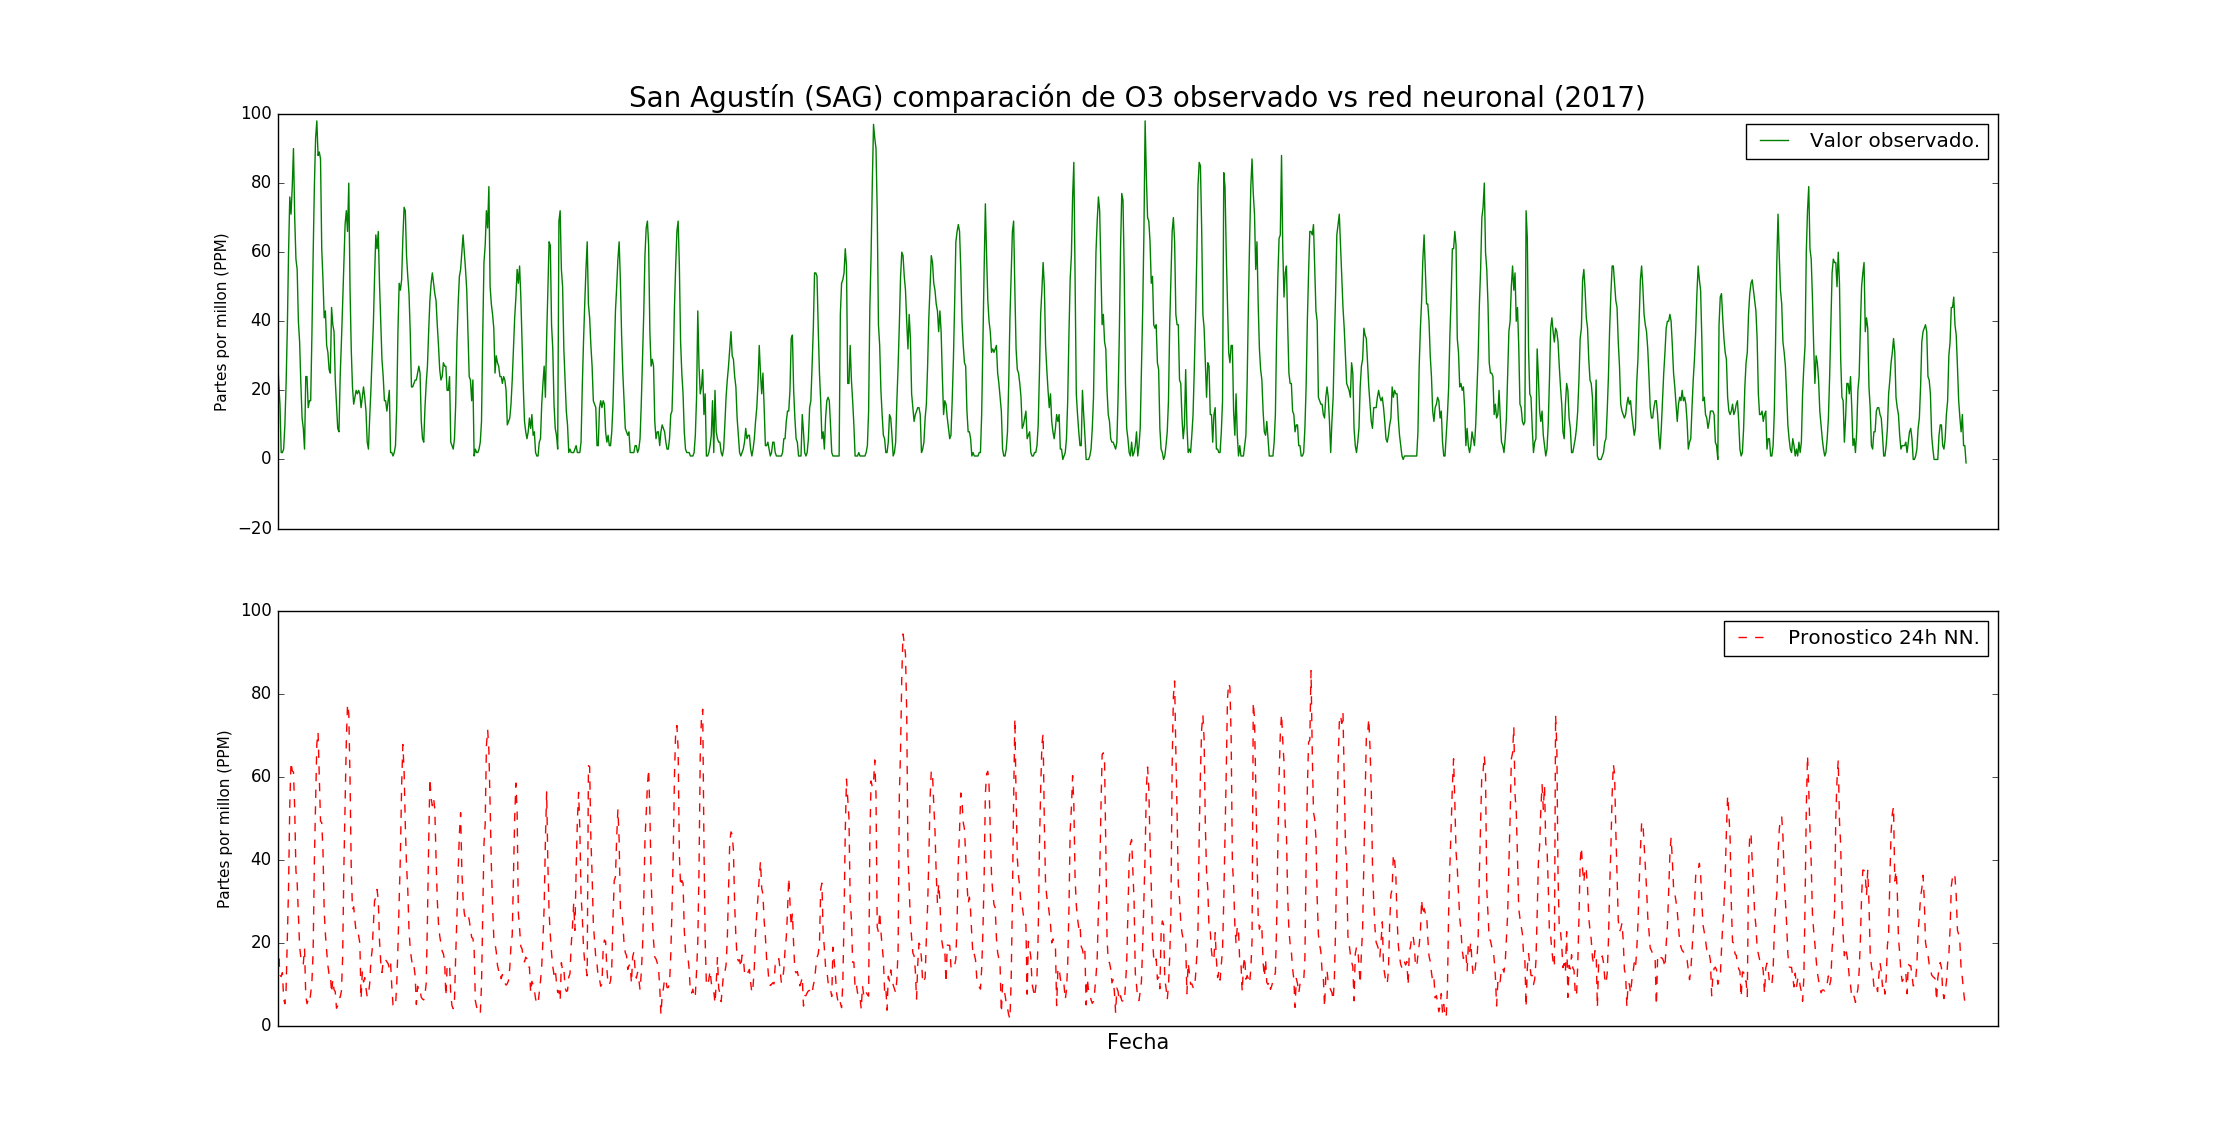 San Agustín (SAG) comparación de O3 observado vs red neuronal (2017)
100
80
60
40
20
0
−20
Partes por millon (PPM)
Valor observado.
100
80
60
40
20
0
Partes por millon (PPM)
Pronostico 24h NN.
Fecha